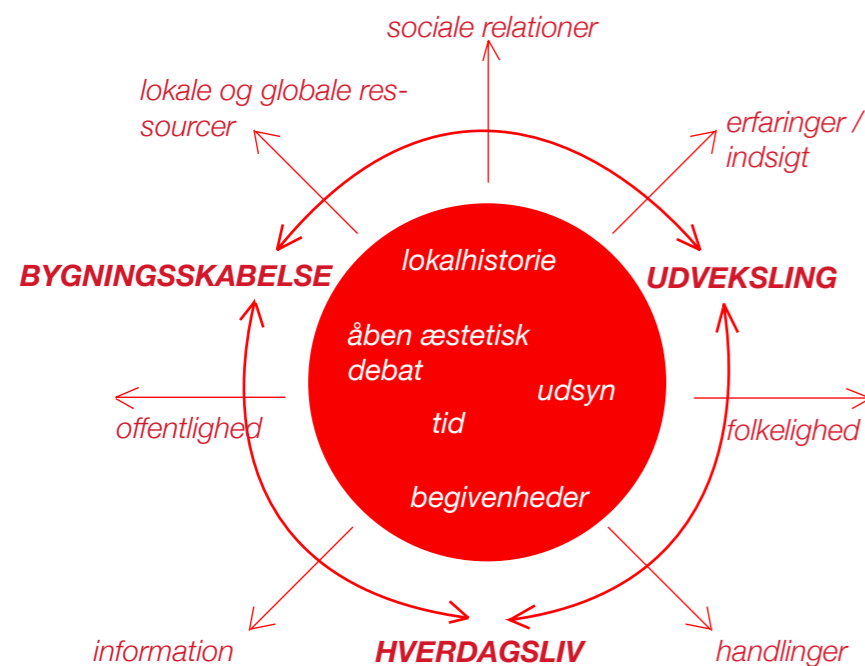 sociale relationer
lokale og globale res-
sourcer
erfaringer /
indsigt
lokalhistorie
BYGNINGSSKABELSE
UDVEKSLING
åben æstetisk
debat
udsyn
tid
offentlighed
folkelighed
begivenheder
information
HVERDAGSLIV
handlinger